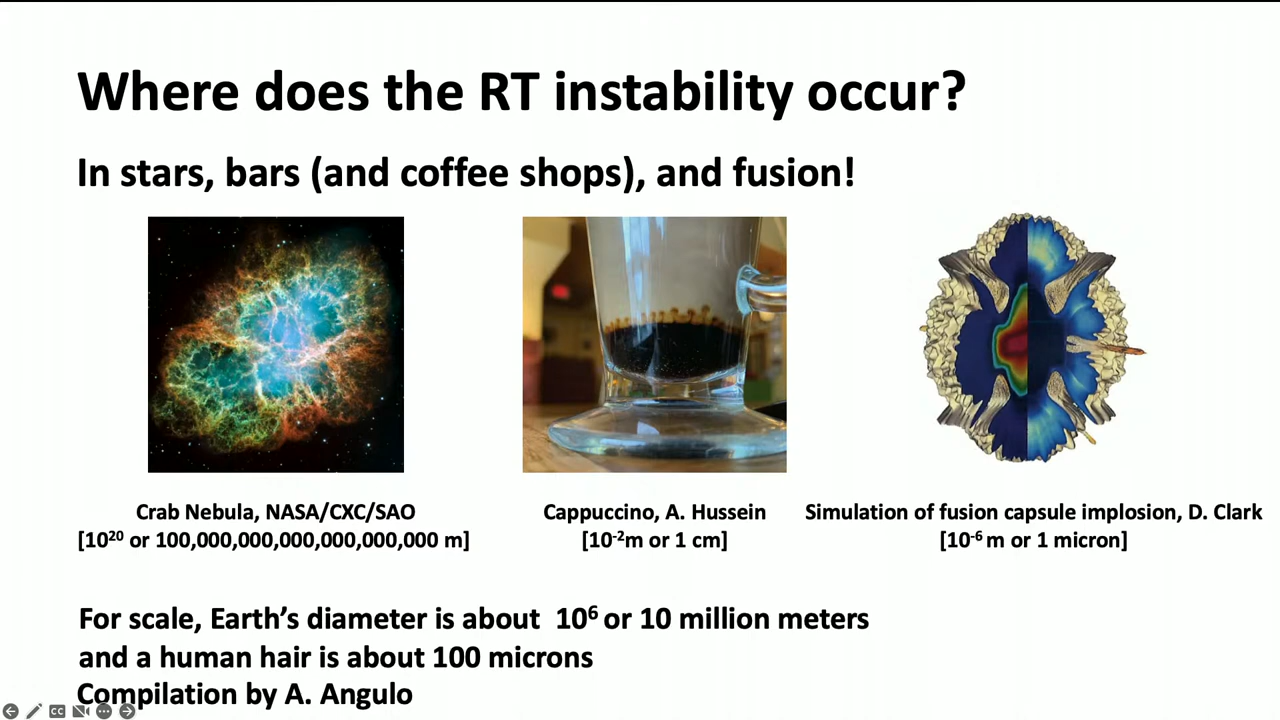 Where does the RT instability occur?
In stars, bars (and coffee shops), and fusion!
Crab Nebula, NASA/CXC/SAO
[10²⁰ or 100,000,000,000,000,000,000 m]
Cappuccino, A. Hussein
[10⁻²m or 1 cm]
Simulation of fusion capsule implosion, D. Clark
[10⁻⁶ m or 1 micron]
For scale, Earth’s diameter is about 10⁶ or 10 million meters
and a human hair is about 100 microns
Compilation by A. Angulo
CC